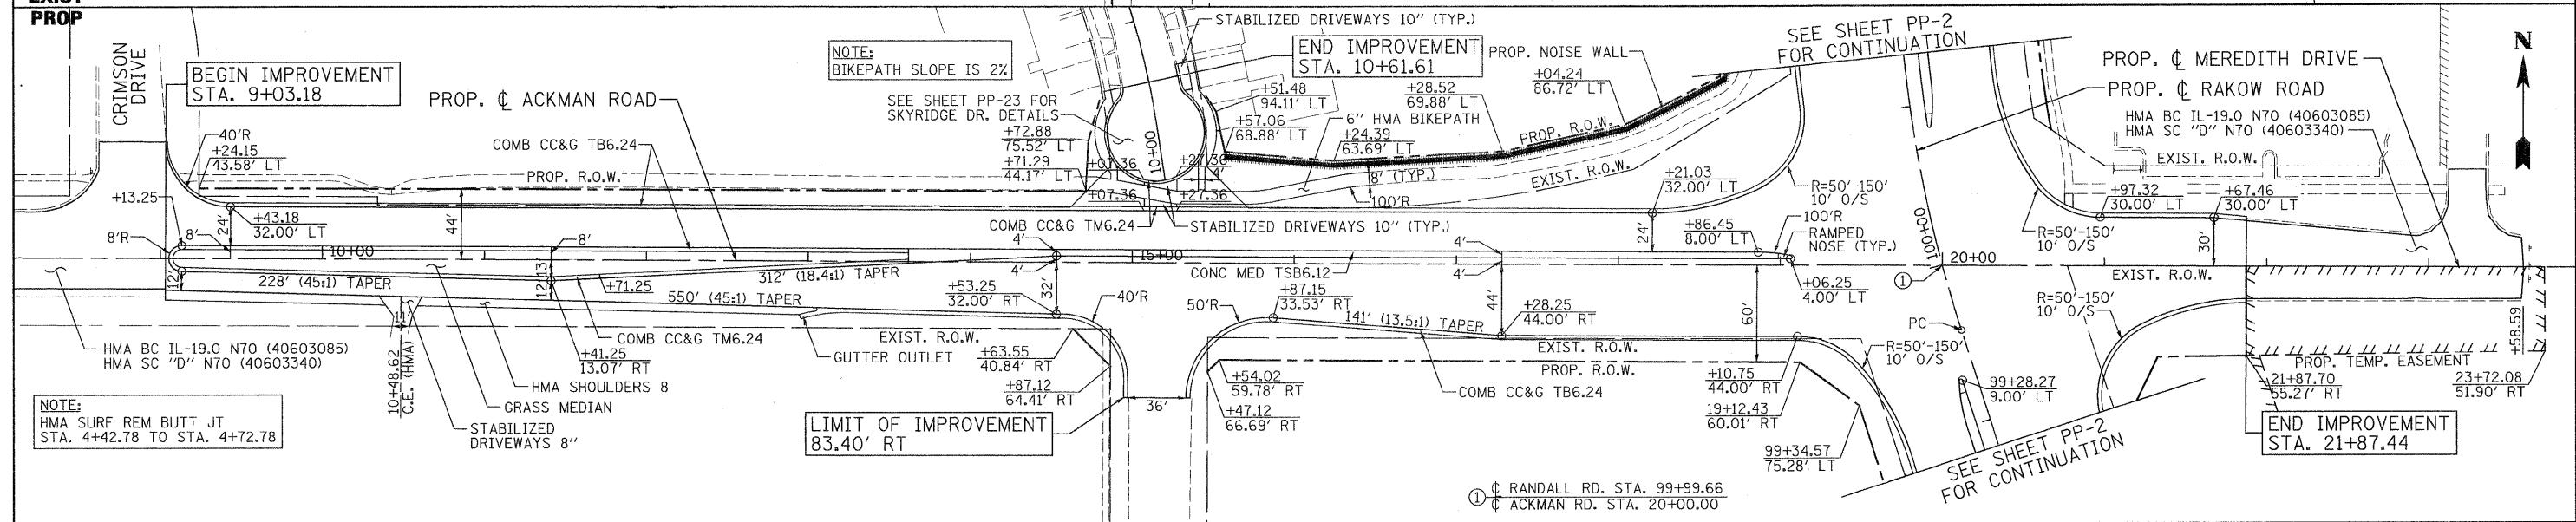 PROP
CRIMSON
DRIVE
BEGIN IMPROVEMENT
STA. 9+03.18
40'R
+24.15
43.58' LT
+13.25
8'R
8'
24'
+43.18
32.00' LT
PROP. ℄ ACKMAN ROAD
COMB CC&G TB6.24
PROP. R.O.W.
44'
10+00
8'
12'
228' (45:1) TAPER
+71.25
312' (18.4:1) TAPER
550' (45:1) TAPER
COMB CC&G TM6.24
+41.25
13.07' RT
GUTTER OUTLET
HMA SHOULDERS 8
GRASS MEDIAN
STABILIZED
DRIVEWAYS 8"
10+48.62
C.E. (HMA)
11'
HMA BC IL-19.0 N70 (40603085)
HMA SC "D" N70 (40603340)
NOTE:
HMA SURF REM BUTT JT
STA. 4+42.78 TO STA. 4+72.78
NOTE:
BIKEPATH SLOPE IS 2%
SEE SHEET PP-23 FOR
SKYRIDGE DR. DETAILS
+72.88
75.52' LT
+71.29
44.17' LT
+07.36
+27.36
4'
10+00
+07.36
+27.36
COMB CC&G TM6.24
STABILIZED DRIVEWAYS 10" (TYP.)
STABILIZED DRIVEWAYS 10" (TYP.)
END IMPROVEMENT
STA. 10+61.61
+51.48
94.11' LT
+57.06
68.88' LT
6" HMA BIKEPATH
+24.39
63.69' LT
+28.52
69.88' LT
PROP. NOISE WALL
+04.24
86.72' LT
PROP. R.O.W.
EXIST. R.O.W.
8' (TYP.)
100'R
SEE SHEET PP-2
FOR CONTINUATION
+21.03
32.00' LT
24'
+86.45
8.00' LT
R=50'-150'
10' O/S
100'R
RAMPED
NOSE (TYP.)
+06.25
4.00' LT
4'
4'
15+00
CONC MED TSB6.12
4'
4'
32'
+53.25
32.00' RT
40'R
EXIST. R.O.W.
+63.55
40.84' RT
+87.12
64.41' RT
LIMIT OF IMPROVEMENT
83.40' RT
36'
50'R
+87.15
33.53' RT
141' (13.5:1) TAPER
44'
+28.25
44.00' RT
EXIST. R.O.W.
PROP. R.O.W.
+54.02
59.78' RT
+47.12
66.69' RT
COMB CC&G TB6.24
60'
+10.75
44.00' RT
19+12.43
60.01' RT
R=50'-150'
10' O/S
99+34.57
75.28' LT
① ℄ RANDALL RD. STA. 99+99.66
℄ ACKMAN RD. STA. 20+00.00
PROP. ℄ MEREDITH DRIVE
PROP. ℄ RAKOW ROAD
HMA BC IL-19.0 N70 (40603085)
HMA SC "D" N70 (40603340)
EXIST. R.O.W.
+97.32
30.00' LT
+67.46
30.00' LT
R=50'-150'
10' O/S
30'
100+00
①
20+00
EXIST. R.O.W.
PC
R=50'-150'
10' O/S
99+28.27
9.00' LT
PROP. TEMP. EASEMENT
21+87.70
55.27' RT
23+72.08
51.90' RT
+58.59
END IMPROVEMENT
STA. 21+87.44
SEE SHEET PP-2
FOR CONTINUATION
N